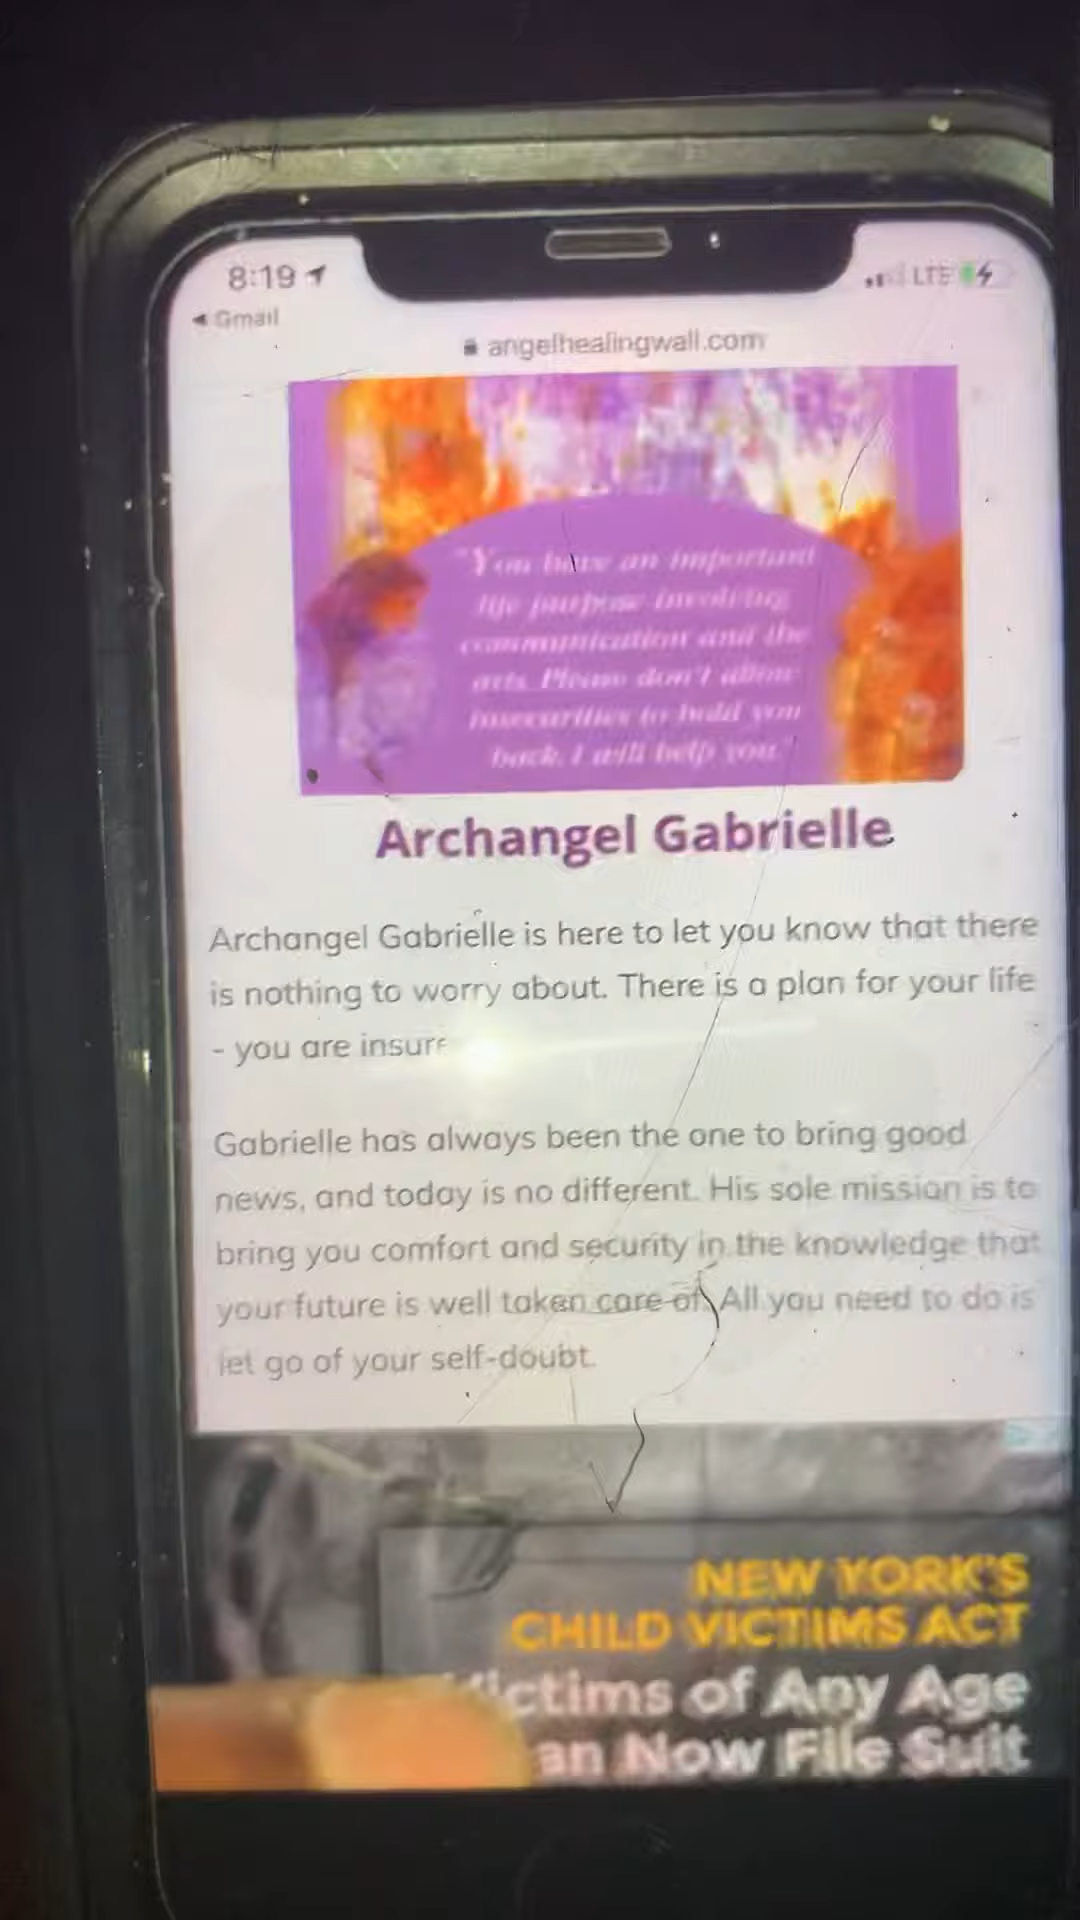 8:19
LTE
Gmail
angelhealingwall.com
"You have an important
life purpose involving
communication and the
arts. Please don't allow
insecurities to hold you
back. I will help you."
Archangel Gabrielle
Archangel Gabrielle is here to let you know that there
is nothing to worry about. There is a plan for your life
- you are
Gabrielle has always been the one to bring good
news, and today is no different. His sole mission is to
bring you comfort and security in the knowledge that
your future is well taken care of. All you need to do is
let go of your self-doubt.
NEW YORK'S
CHILD VICTIMS ACT
ictims of Any Age
an Now File Suit